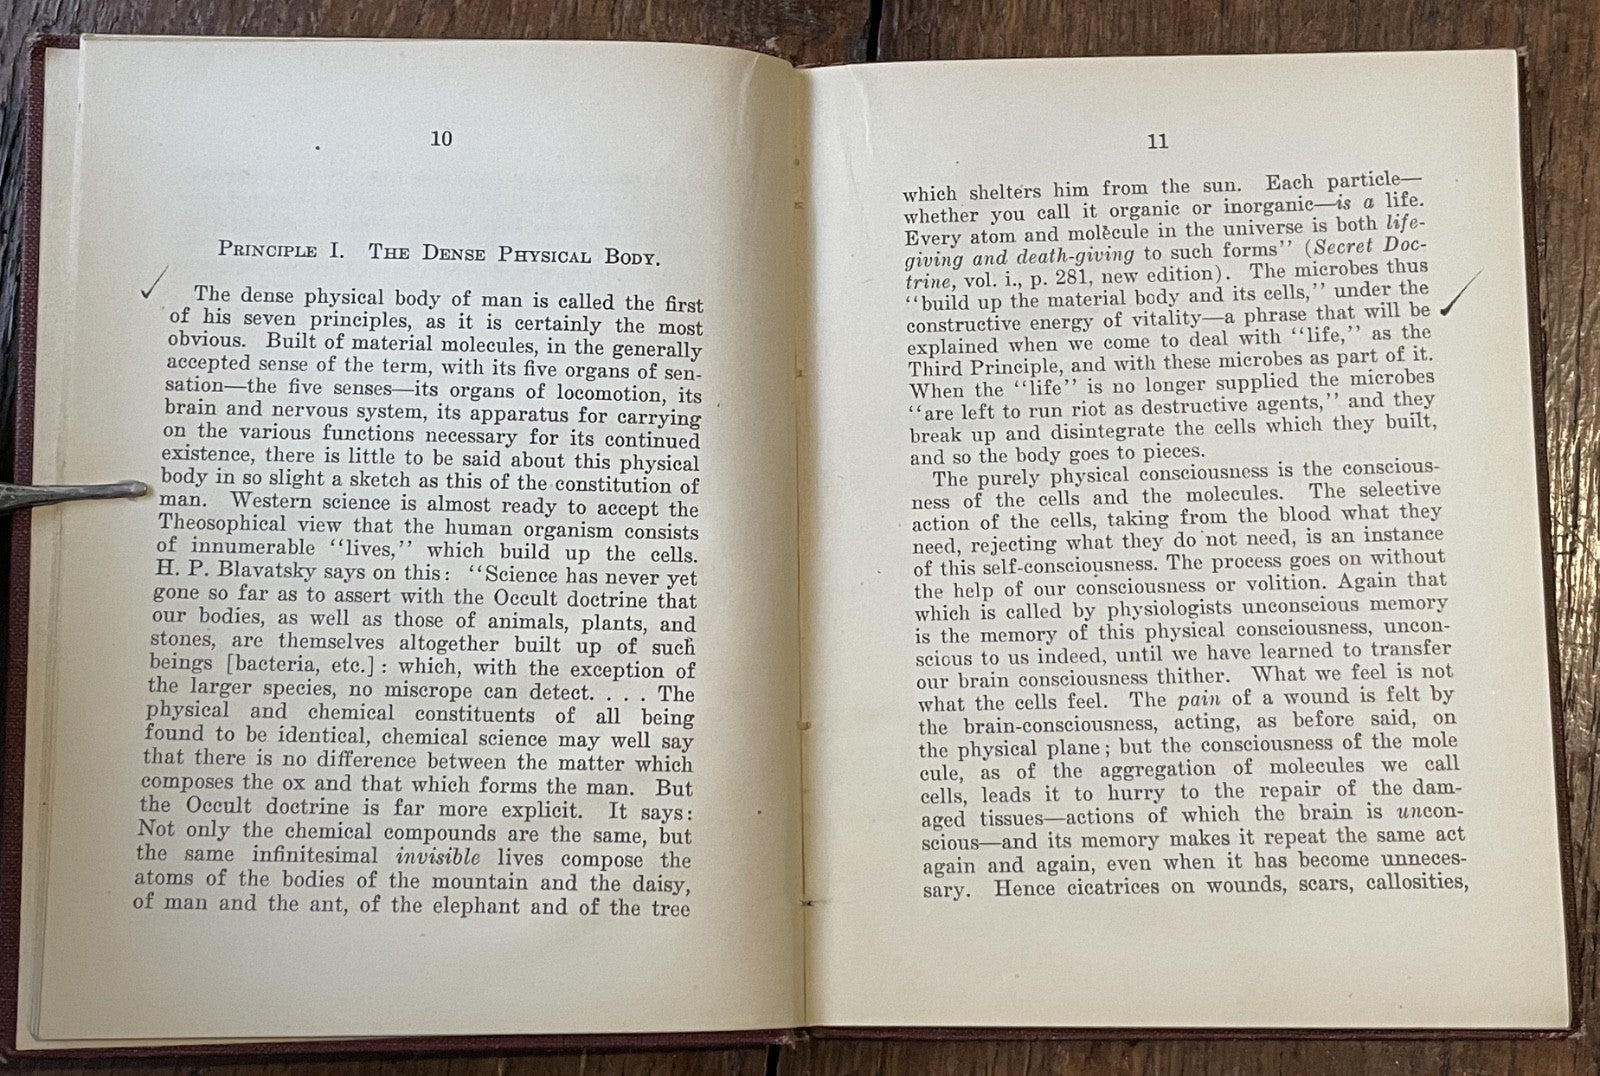 10
PRINCIPLE I. THE DENSE PHYSICAL BODY.
The dense physical body of man is called the first
of his seven principles, as it is certainly the most
obvious. Built of material molecules, in the generally
accepted sense of the term, with its five organs of sen-
sation—the five senses—its organs of locomotion, its
brain and nervous system, its apparatus for carrying
on the various functions necessary for its continued
existence, there is little to be said about this physical
body in so slight a sketch as this of the constitution of
man. Western science is almost ready to accept the
Theosophical view that the human organism consists
of innumerable “lives,” which build up the cells.
H. P. Blavatsky says on this: “Science has never yet
gone so far as to assert with the Occult doctrine that
our bodies, as well as those of animals, plants, and
stones, are themselves altogether built up of such
beings [bacteria, etc.]: which, with the exception of
the larger species, no miscrope can detect. . . . The
physical and chemical constituents of all being
found to be identical, chemical science may well say
that there is no difference between the matter which
composes the ox and that which forms the man. But
the Occult doctrine is far more explicit. It says:
Not only the chemical compounds are the same, but
the same infinitesimal invisible lives compose the
atoms of the bodies of the mountain and the daisy,
of man and the ant, of the elephant and of the tree
11
which shelters him from the sun. Each particle—
whether you call it organic or inorganic—is a life.
Every atom and molecule in the universe is both life-
giving and death-giving to such forms” (Secret Doc-
trine, vol. i., p. 281, new edition). The microbes thus
“build up the material body and its cells,” under the
constructive energy of vitality—a phrase that will be
explained when we come to deal with “life,” as the
Third Principle, and with these microbes as part of it.
When the “life” is no longer supplied the microbes
“are left to run riot as destructive agents,” and they
break up and disintegrate the cells which they built,
and so the body goes to pieces.
The purely physical consciousness is the conscious-
ness of the cells and the molecules. The selective
action of the cells, taking from the blood what they
need, rejecting what they do not need, is an instance
of this self-consciousness. The process goes on without
the help of our consciousness or volition. Again that
which is called by physiologists unconscious memory
is the memory of this physical consciousness, uncon-
scious to us indeed, until we have learned to transfer
our brain consciousness thither. What we feel is not
what the cells feel. The pain of a wound is felt by
the brain-consciousness, acting, as before said, on
the physical plane; but the consciousness of the mole
cule, as of the aggregation of molecules we call
cells, leads it to hurry to the repair of the dam-
aged tissues—actions of which the brain is uncon-
scious—and its memory makes it repeat the same act
again and again, even when it has become unneces-
sary. Hence cicatrices on wounds, scars, callosities,